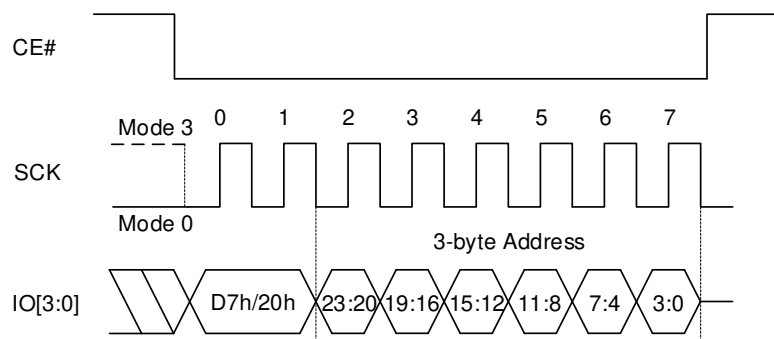 CE#
Mode 3
0 1 2 3 4 5 6 7
SCK
Mode 0
3-byte Address
IO[3:0]
D7h/20h 23:20 19:16 15:12 11:8 7:4 3:0